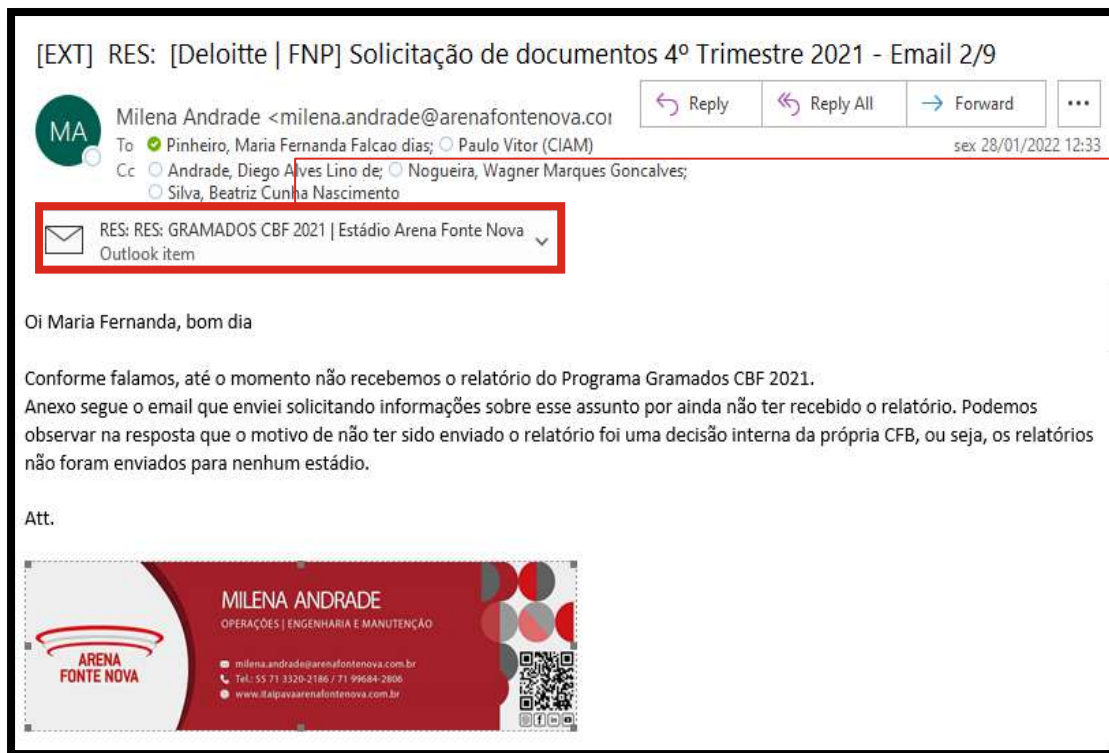 [EXT] RES: [Deloitte | FNP] Solicitação de documentos 4º Trimestre 2021 - Email 2/9
MA
Milena Andrade <milena.andrade@arenafontenova.cor
Reply
Reply All
Forward
...
To Pinheiro, Maria Fernanda Falcao dias; Paulo Vitor (CIAM)
sex 28/01/2022 12:33
Cc Andrade, Diego Alves Lino de; Nogueira, Wagner Marques Goncalves;
Silva, Beatriz Cunha Nascimento
RES: RES: GRAMADOS CBF 2021 | Estádio Arena Fonte Nova
Outlook item
Oi Maria Fernanda, bom dia
Conforme falamos, até o momento não recebemos o relatório do Programa Gramados CBF 2021.
Anexo segue o email que enviei solicitando informações sobre esse assunto por ainda não ter recebido o relatório. Podemos
observar na resposta que o motivo de não ter sido enviado o relatório foi uma decisão interna da própria CFB, ou seja, os relatórios
não foram enviados para nenhum estádio.
Att.
ARENA
FONTE NOVA
MILENA ANDRADE
OPERAÇÕES | ENGENHARIA E MANUTENÇÃO
milena.andrade@arenafontenova.com.br
Tel.: 55 71 3320-2186 / 71 99684-2806
www.itaipavaarenafontenova.com.br